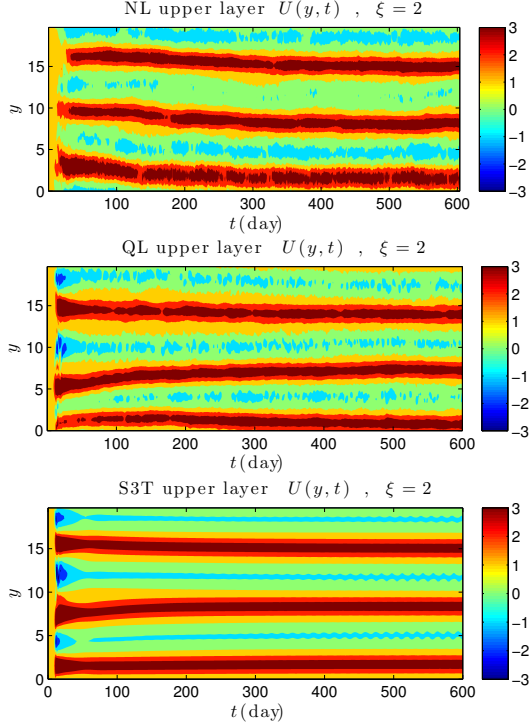 NL upper layer U(y,t) , ξ = 2
3
2
15
1
y
10
0
−1
5
−2
0
−3
0 100 200 300 400 500 600
t(day)
QL upper layer U(y,t) , ξ = 2
3
2
15
1
y
10
0
−1
5
−2
0
−3
100 200 300 400 500 600
t(day)
S3T upper layer U(y,t) , ξ = 2
3
2
15
1
y
10
0
−1
5
−2
0
−3
0 100 200 300 400 500 600
t(day)